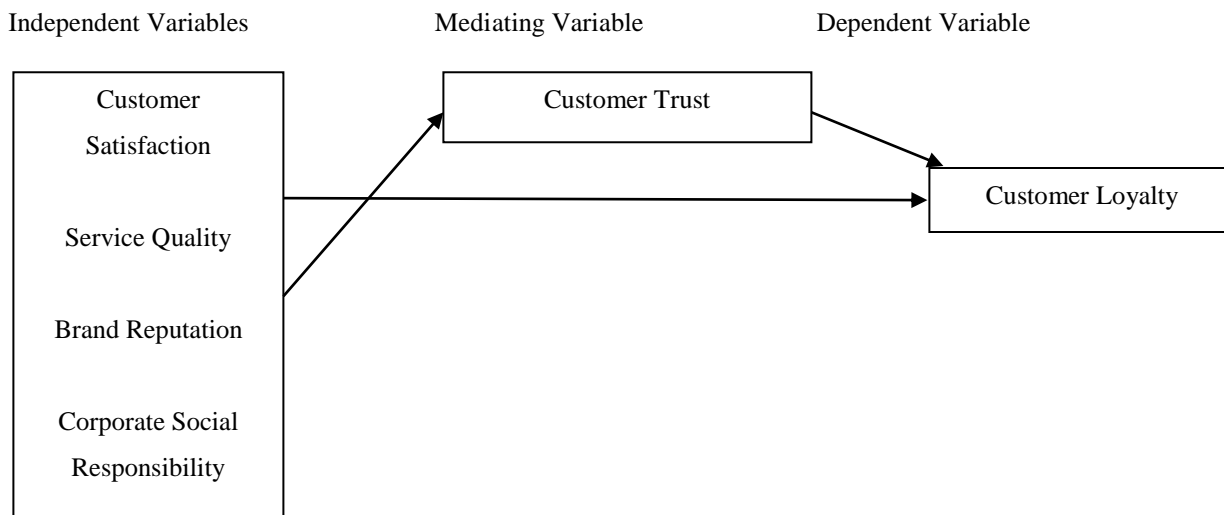 Independent Variables
Mediating Variable
Dependent Variable
Customer
Satisfaction
Service Quality
Brand Reputation
Corporate Social
Responsibility
Customer Trust
Customer Loyalty